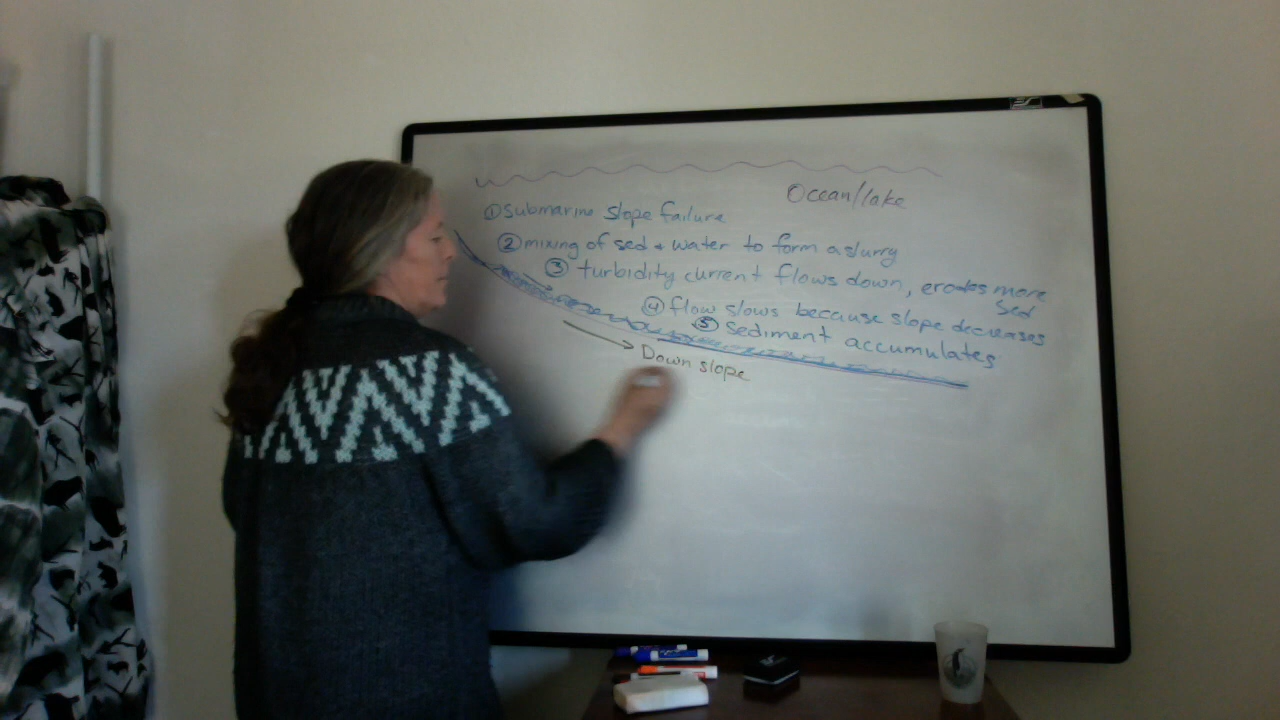 Ocean/lake
① submarine slope failure
② mixing of sed + water to form a slurry
③ turbidity current flows down, erodes more sed
④ flow slows because slope decreases
⑤ sediment accumulates
Down slope